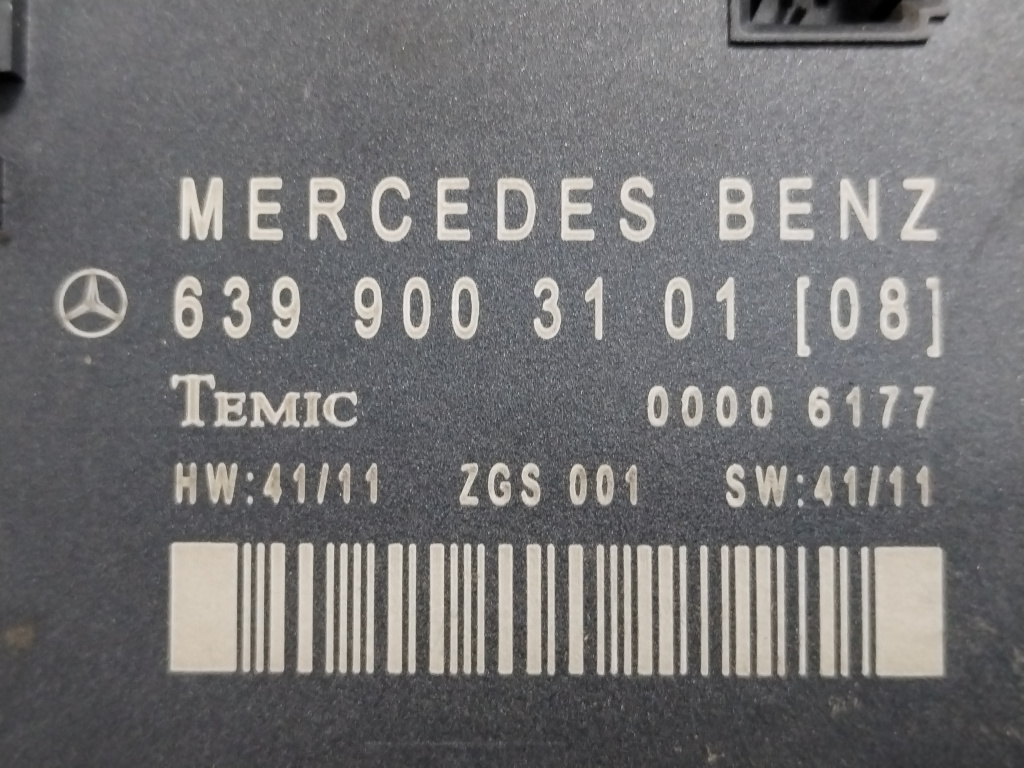 MERCEDES BENZ
639 900 31 01 [08]
TEMIC 0000 6177
HW:41/11 ZGS 001 SW:41/11